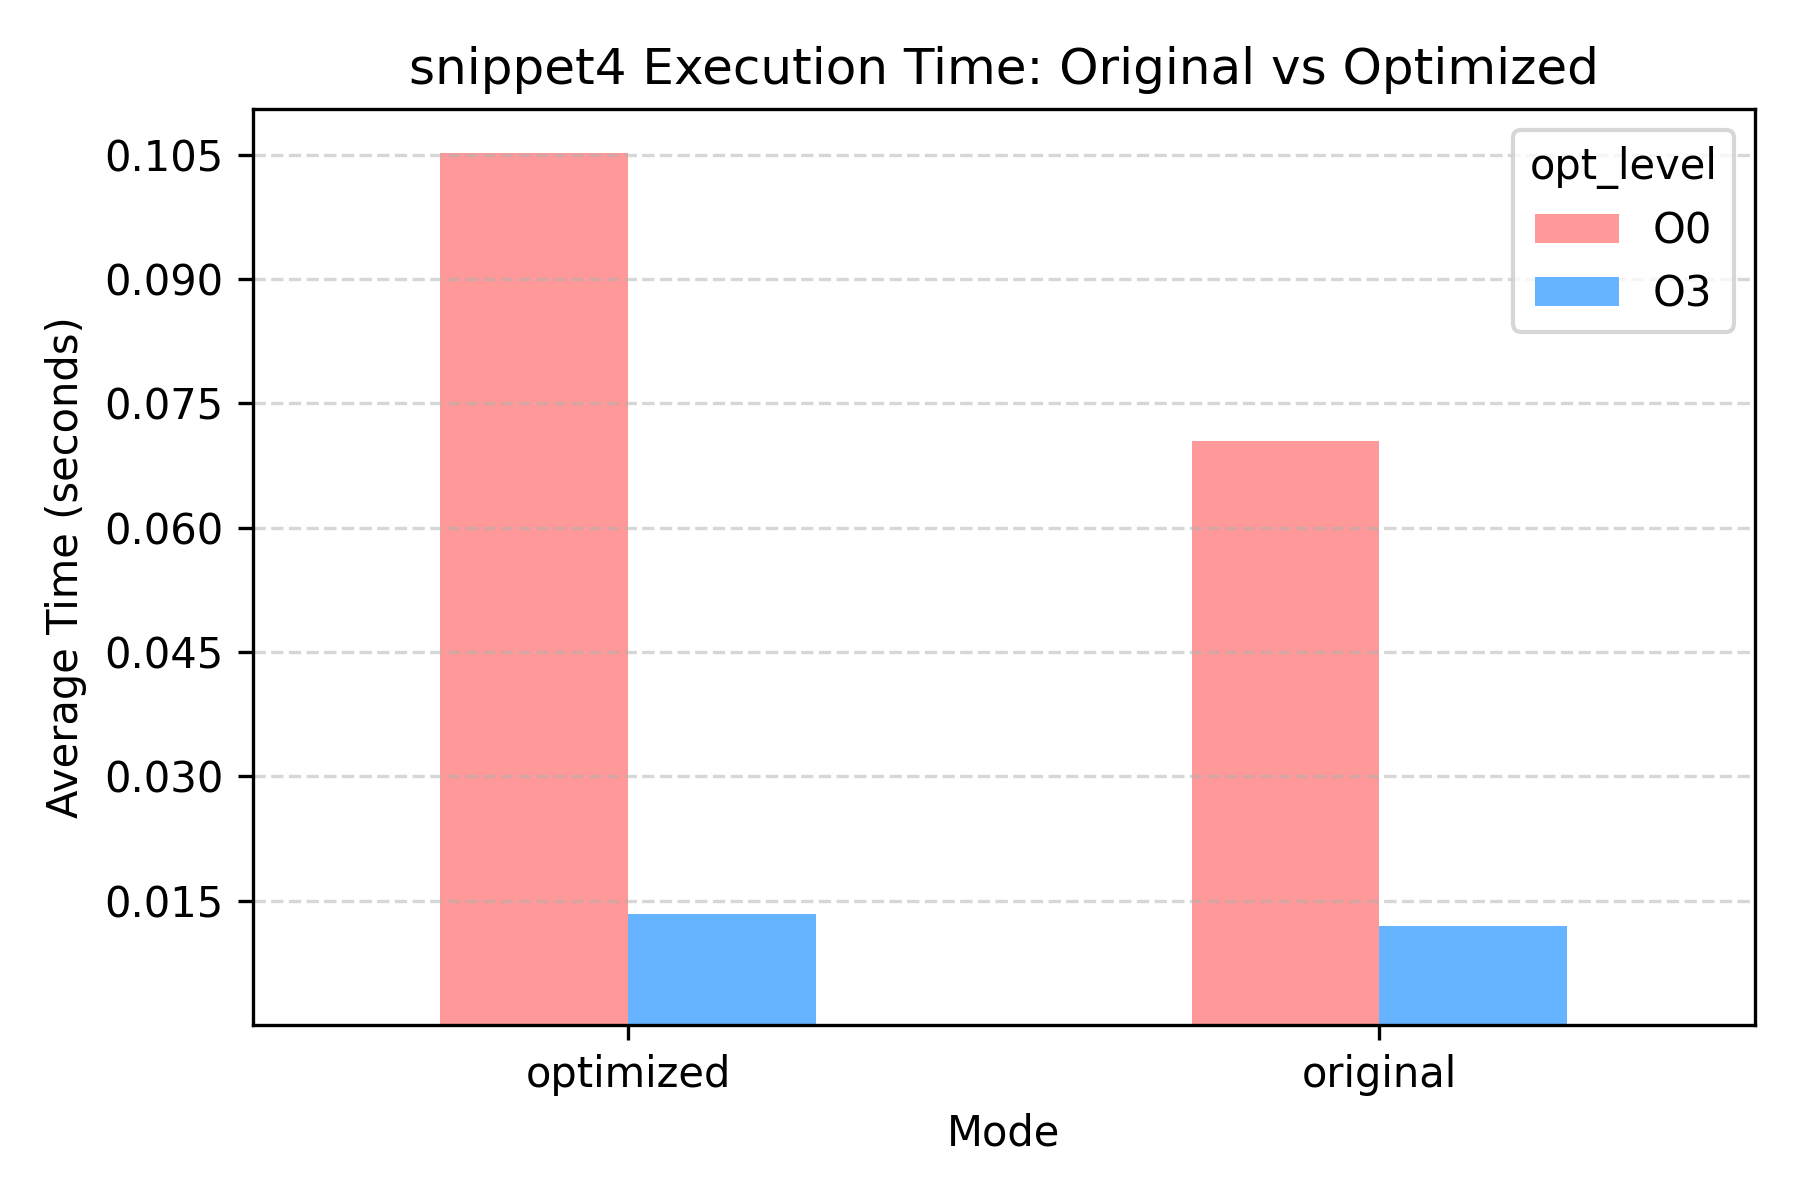 snippet4 Execution Time: Original vs Optimized
opt_level
O0
O3
Average Time (seconds)
0.105
0.090
0.075
0.060
0.045
0.030
0.015
optimized
original
Mode